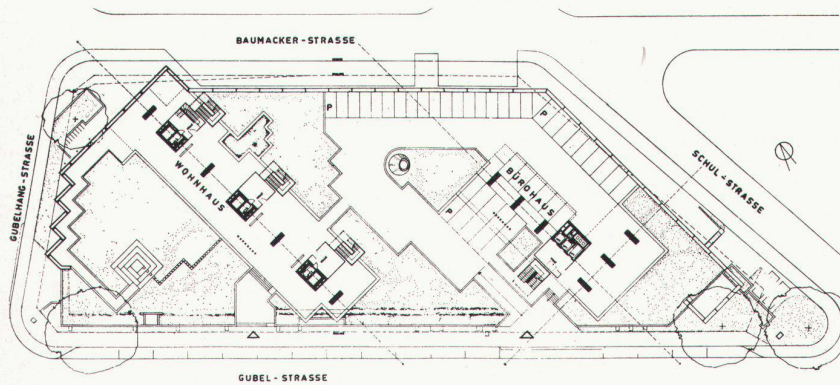 BAUMACKER - STRASSE
P
P
GUBELHANG - STRASSE
WOHNHAUS
BÜROHAUS
SCHUL - STRASSE
P
GUBEL - STRASSE